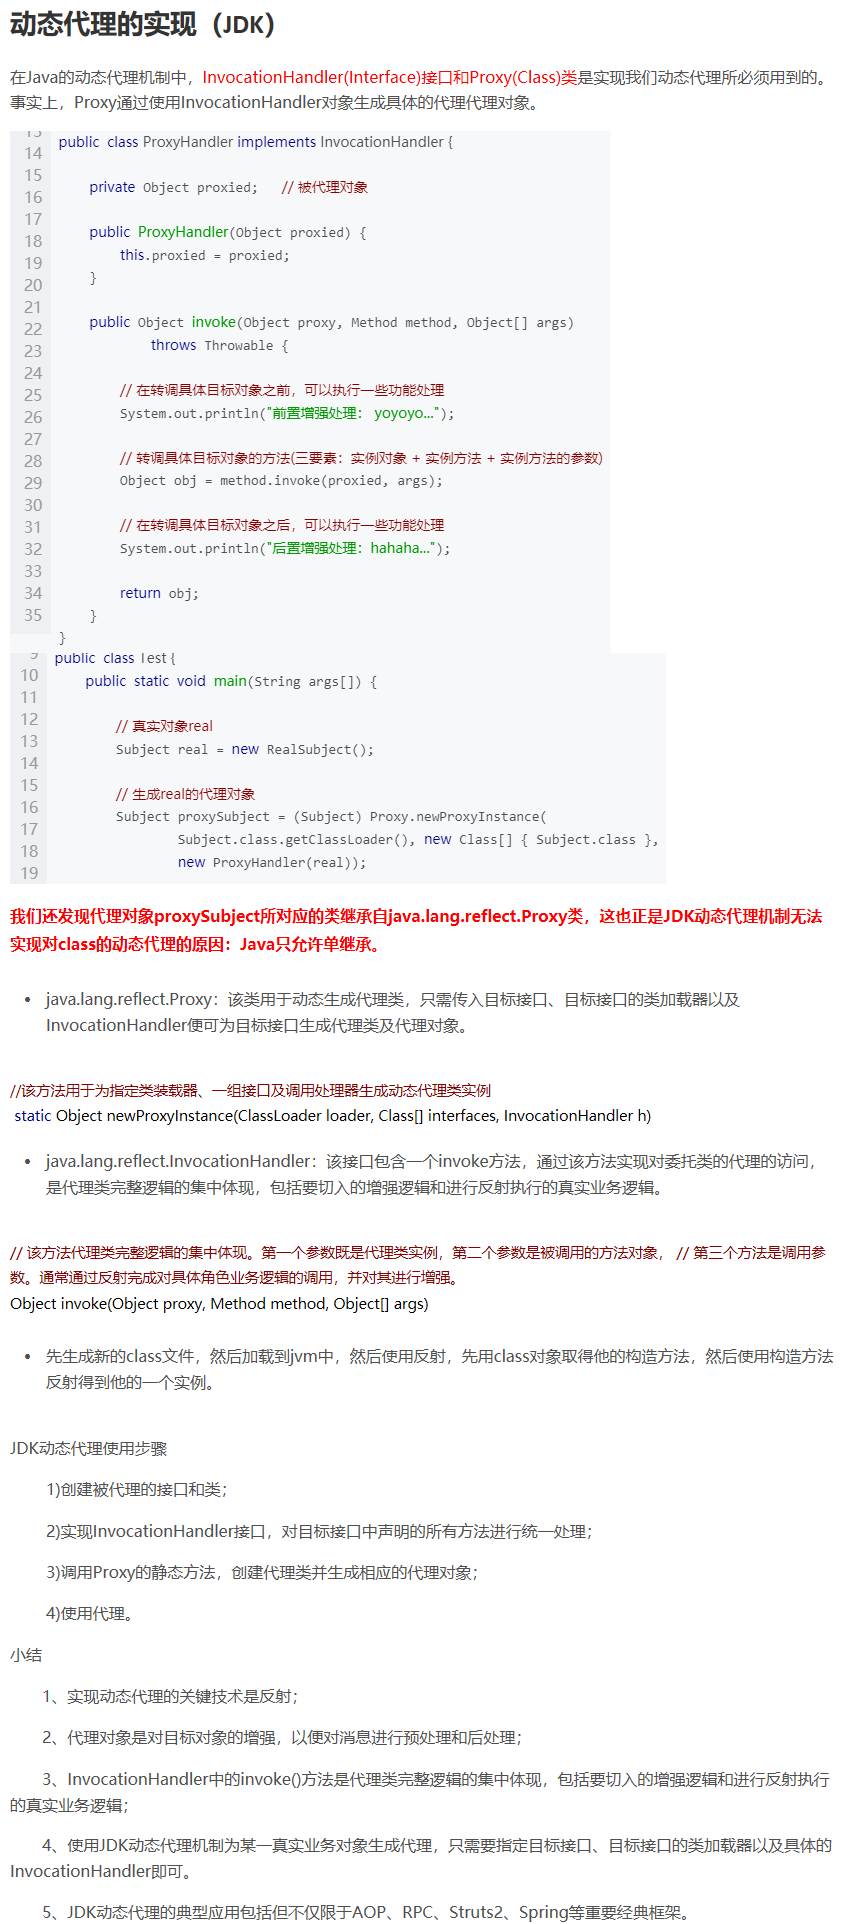 动态代理的实现（JDK）
在Java的动态代理机制中，InvocationHandler(Interface)接口和Proxy(Class)类是实现我们动态代理所必须用到的。
事实上，Proxy通过使用InvocationHandler对象生成具体的代理代理对象。
13
14 public class ProxyHandler implements InvocationHandler {
15
16 private Object proxied; // 被代理对象
17
18 public ProxyHandler(Object proxied) {
19 this.proxied = proxied;
20 }
21
22 public Object invoke(Object proxy, Method method, Object[] args)
23 throws Throwable {
24
25 // 在转调具体目标对象之前，可以执行一些功能处理
26 System.out.println("前置增强处理： yoyoyo...");
27
28 // 转调具体目标对象的方法(三要素：实例对象 + 实例方法 + 实例方法的参数)
29 Object obj = method.invoke(proxied, args);
30
31 // 在转调具体目标对象之后，可以执行一些功能处理
32 System.out.println("后置增强处理：hahaha...");
33
34 return obj;
35 }
}
9 public class Test {
10 public static void main(String args[]) {
11
12 // 真实对象real
13 Subject real = new RealSubject();
14
15 // 生成real的代理对象
16 Subject proxySubject = (Subject) Proxy.newProxyInstance(
17 Subject.class.getClassLoader(), new Class[] { Subject.class },
18 new ProxyHandler(real));
19
我们还发现代理对象proxySubject所对应的类继承自java.lang.reflect.Proxy类，这也正是JDK动态代理机制无法
实现对class的动态代理的原因：Java只允许单继承。
• java.lang.reflect.Proxy：该类用于动态生成代理类，只需传入目标接口、目标接口的类加载器以及
InvocationHandler便可为目标接口生成代理类及代理对象。
//该方法用于为指定类装载器、一组接口及调用处理器生成动态代理类实例
static Object newProxyInstance(ClassLoader loader, Class[] interfaces, InvocationHandler h)
• java.lang.reflect.InvocationHandler：该接口包含一个invoke方法，通过该方法实现对委托类的代理的访问，
是代理类完整逻辑的集中体现，包括要切入的增强逻辑和进行反射执行的真实业务逻辑。
// 该方法代理类完整逻辑的集中体现。第一个参数既是代理类实例，第二个参数是被调用的方法对象， // 第三个方法是调用参
数。通常通过反射完成对具体角色业务逻辑的调用，并对其进行增强。
Object invoke(Object proxy, Method method, Object[] args)
• 先生成新的class文件，然后加载到jvm中，然后使用反射，先用class对象取得他的构造方法，然后使用构造方法
反射得到他的一个实例。
JDK动态代理使用步骤
1)创建被代理的接口和类；
2)实现InvocationHandler接口，对目标接口中声明的所有方法进行统一处理；
3)调用Proxy的静态方法，创建代理类并生成相应的代理对象；
4)使用代理。
小结
1、实现动态代理的关键技术是反射；
2、代理对象是对目标对象的增强，以便对消息进行预处理和后处理；
3、InvocationHandler中的invoke()方法是代理类完整逻辑的集中体现，包括要切入的增强逻辑和进行反射执行
的真实业务逻辑；
4、使用JDK动态代理机制为某一真实业务对象生成代理，只需要指定目标接口、目标接口的类加载器以及具体的
InvocationHandler即可。
5、JDK动态代理的典型应用包括但不仅限于AOP、RPC、Struts2、Spring等重要经典框架。